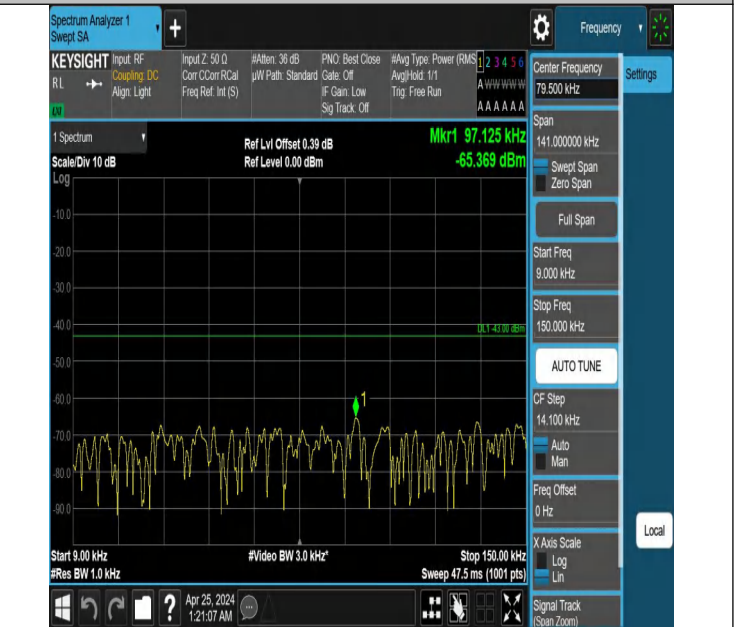 Spectrum Analyzer 1
Swept SA
+
Frequency
KEYSIGHT
RL
Input: RF
Coupling: DC
Align: Light
Input Z: 50 Ω
Corr CCorr RCal
Freq Ref: Int (S)
#Atten: 36 dB
µW Path: Standard
PNO: Best Close
Gate: Off
IF Gain: Low
Sig Track: Off
#Avg Type: Power (RMS
Avg|Hold: 1/1
Trig: Free Run
1 2 3 4 5 6
A W W W W W
A A A A A A
1 Spectrum
Scale/Div 10 dB
Log
Ref Lvl Offset 0.39 dB
Ref Level 0.00 dBm
Mkr1 97.125 kHz
-65.369 dBm
-10.0
-20.0
-30.0
-40.0
DL1 -43.00 dBm
-50.0
-60.0
1
-70.0
-80.0
-90.0
Start 9.00 kHz
#Res BW 1.0 kHz
#Video BW 3.0 kHz*
Stop 150.00 kHz
Sweep 47.5 ms (1001 pts)
Center Frequency
79.500 kHz
Settings
Span
141.000000 kHz
Swept Span
Zero Span
Full Span
Start Freq
9.000 kHz
Stop Freq
150.000 kHz
AUTO TUNE
CF Step
14.100 kHz
Auto
Man
Freq Offset
0 Hz
Local
X Axis Scale
Log
Lin
Signal Track
(Span Zoom)
?
Apr 25, 2024
1:21:07 AM